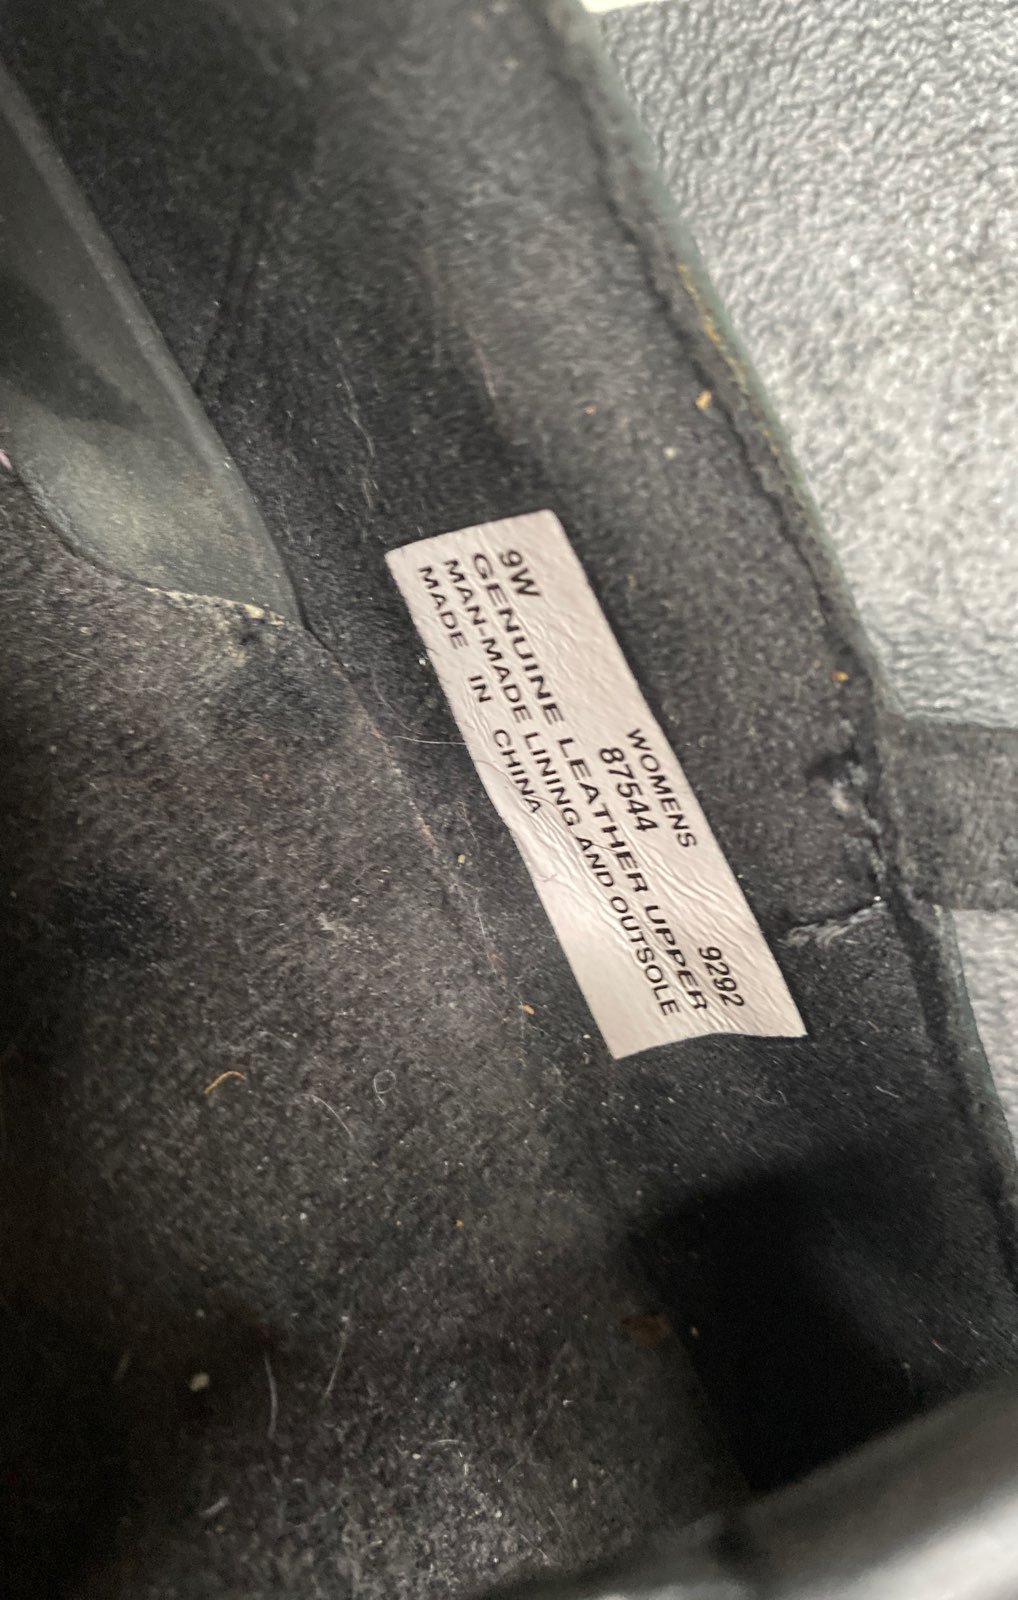 WOMENS 9292
9W 87544
GENUINE LEATHER UPPER
MAN-MADE LINING AND OUTSOLE
MADE IN CHINA